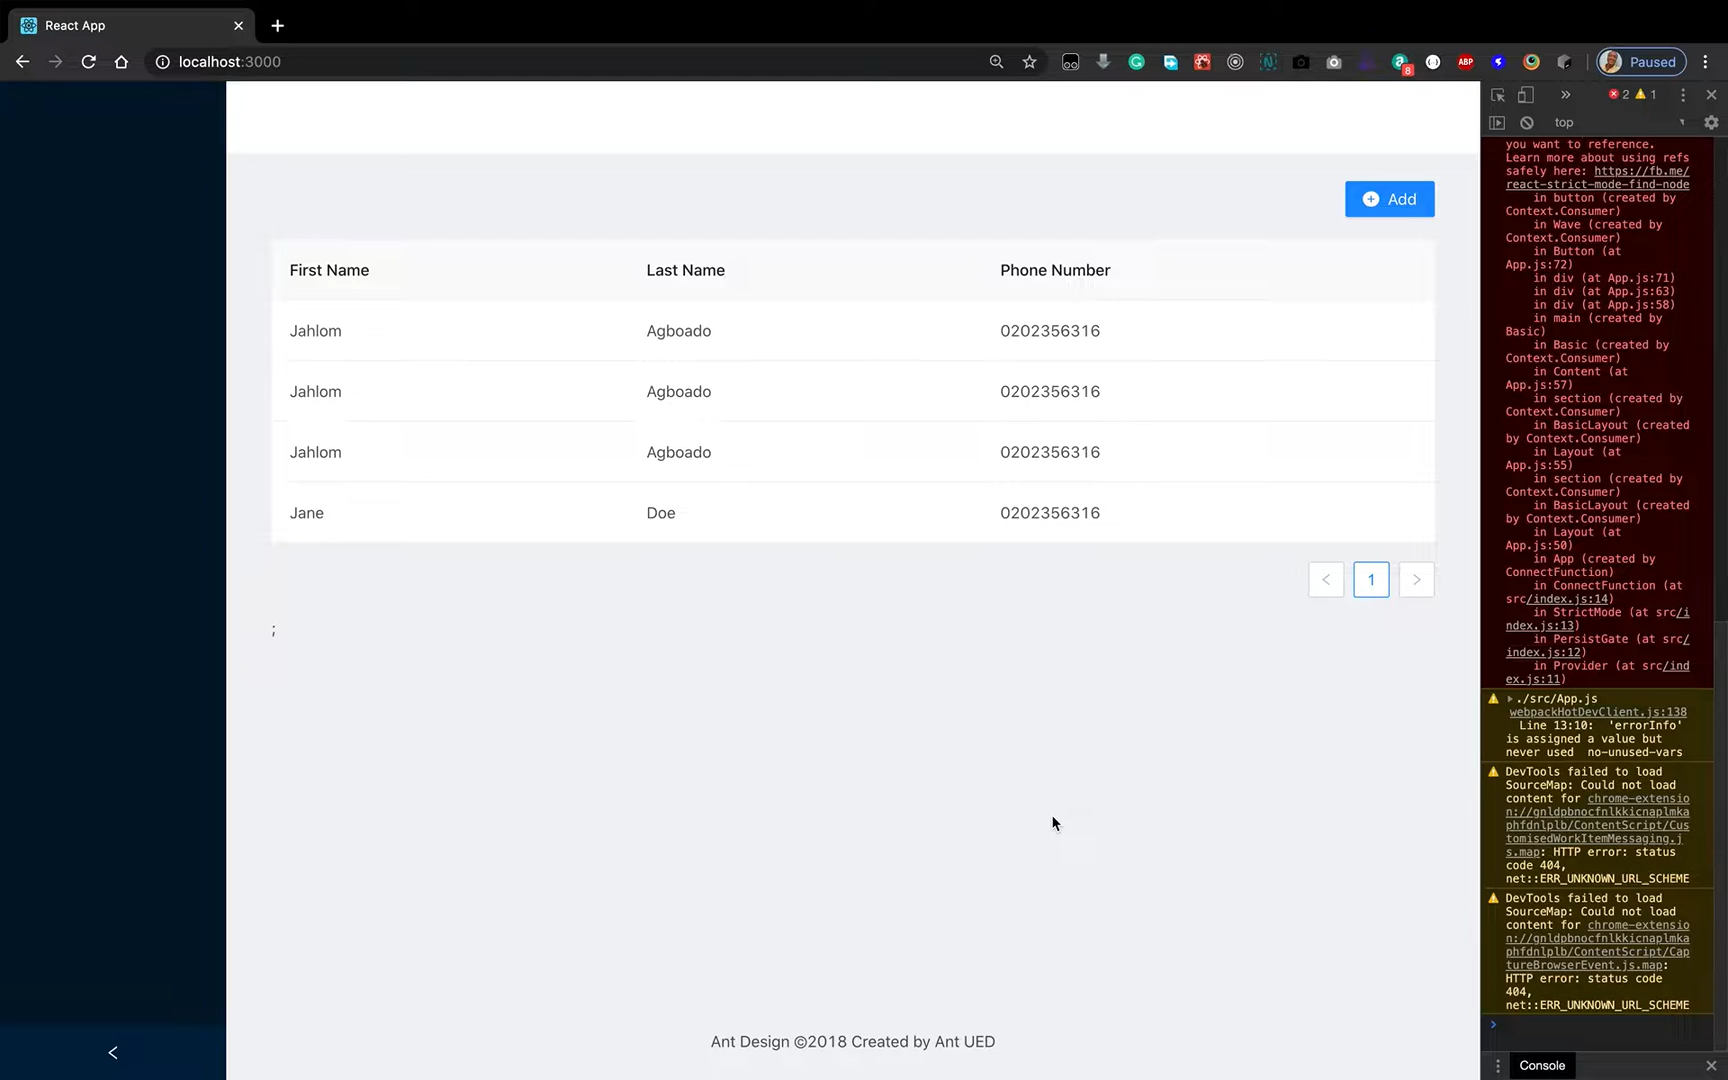 React App
localhost:3000
8
ABP
Paused
2 1
top
Add
First Name Last Name Phone Number
Jahlom Agboado 0202356316
Jahlom Agboado 0202356316
Jahlom Agboado 0202356316
Jane Doe 0202356316
1
;
Ant Design ©2018 Created by Ant UED
you want to reference.
Learn more about using refs
safely here: https://fb.me/
react-strict-mode-find-node
in button (created by
Context.Consumer)
in Wave (created by
Context.Consumer)
in Button (at
App.js:72)
in div (at App.js:71)
in div (at App.js:63)
in div (at App.js:58)
in main (created by
Basic)
in Basic (created by
Context.Consumer)
in Content (at
App.js:57)
in section (created by
Context.Consumer)
in BasicLayout (created
by Context.Consumer)
in Layout (at
App.js:55)
in section (created by
Context.Consumer)
in BasicLayout (created
by Context.Consumer)
in Layout (at
App.js:50)
in App (created by
ConnectFunction)
in ConnectFunction (at
src/index.js:14)
in StrictMode (at src/i
ndex.js:13)
in PersistGate (at src/
index.js:12)
in Provider (at src/ind
ex.js:11)
./src/App.js
webpackHotDevClient.js:138
Line 13:10: 'errorInfo'
is assigned a value but
never used no-unused-vars
DevTools failed to load
SourceMap: Could not load
content for chrome-extensio
n://gnldpbnocfnlkkicnaplmka
phfdnlplb/ContentScript/Cus
tomisedWorkItemMessaging.j
s.map: HTTP error: status
code 404,
net::ERR_UNKNOWN_URL_SCHEME
DevTools failed to load
SourceMap: Could not load
content for chrome-extensio
n://gnldpbnocfnlkkicnaplmka
phfdnlplb/ContentScript/Cap
tureBrowserEvent.js.map:
HTTP error: status code
404,
net::ERR_UNKNOWN_URL_SCHEME
Console